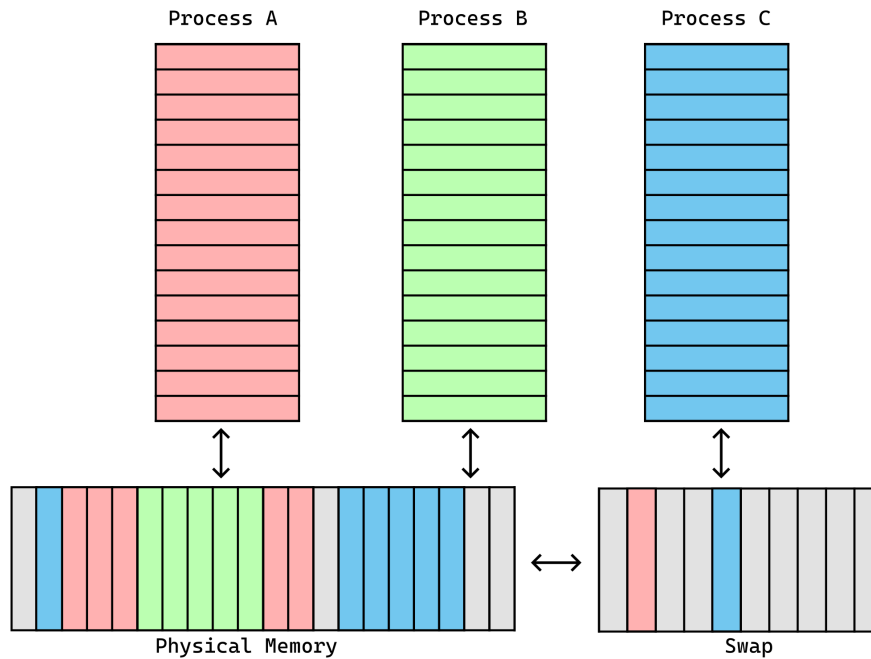 Process A
Process B
Process C
Physical Memory
Swap